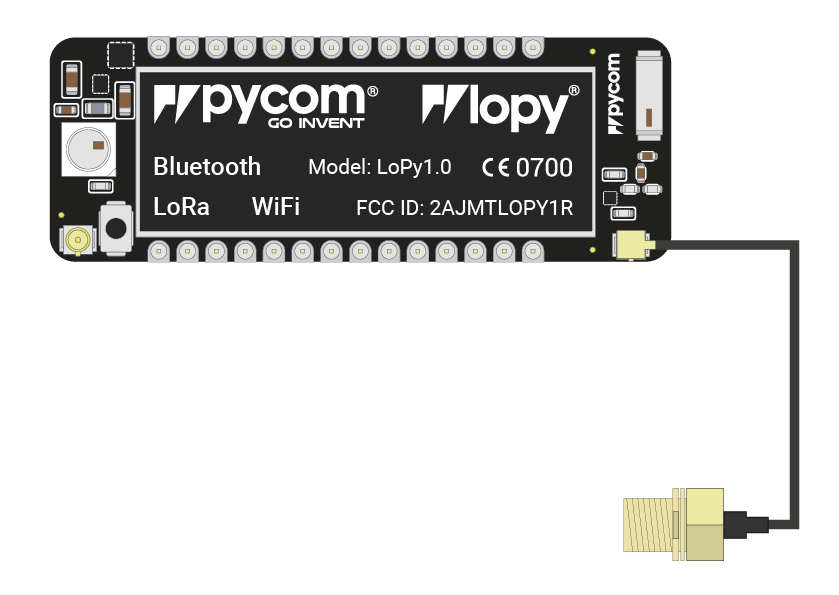 pycom® lopy®
GO INVENT
pycom
Bluetooth Model: LoPy1.0 CE 0700
LoRa WiFi FCC ID: 2AJMTLOPY1R